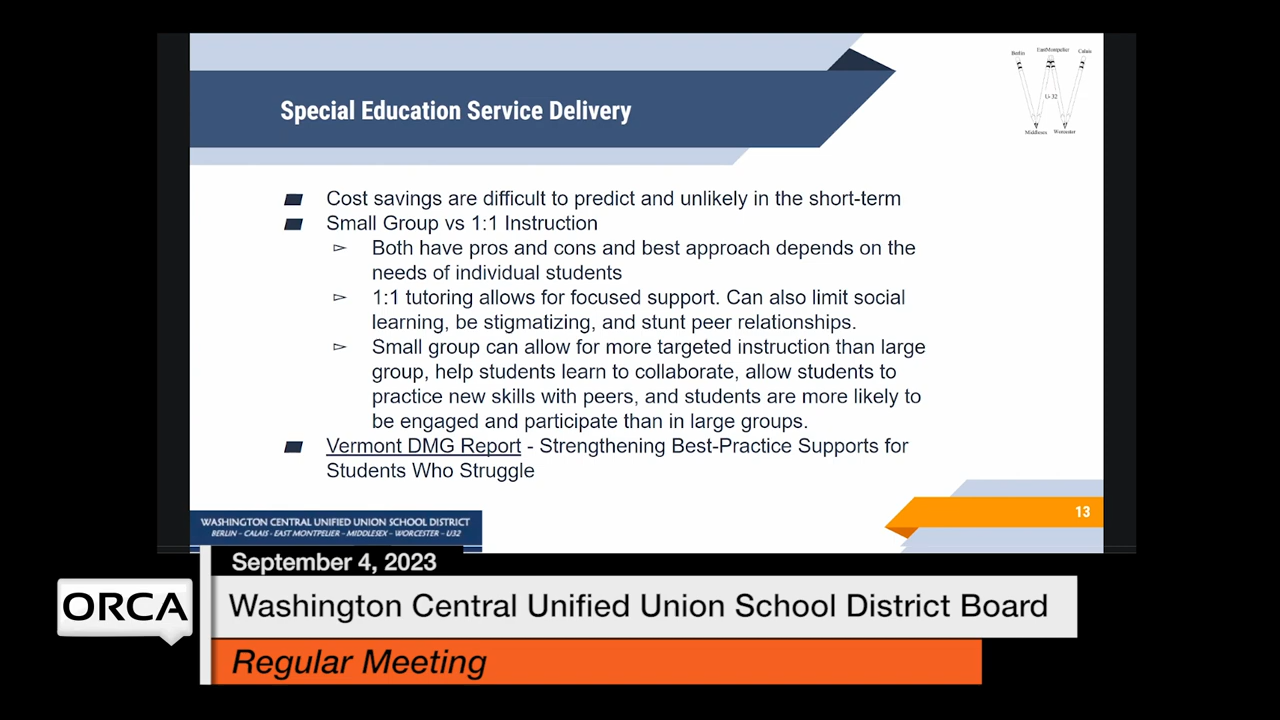 Special Education Service Delivery
Berlin
EastMontpelier
Calais
U-32
Middlesex
Worcester
Cost savings are difficult to predict and unlikely in the short-term
Small Group vs 1:1 Instruction
Both have pros and cons and best approach depends on the
needs of individual students
1:1 tutoring allows for focused support. Can also limit social
learning, be stigmatizing, and stunt peer relationships.
Small group can allow for more targeted instruction than large
group, help students learn to collaborate, allow students to
practice new skills with peers, and students are more likely to
be engaged and participate than in large groups.
Vermont DMG Report - Strengthening Best-Practice Supports for
Students Who Struggle
13
WASHINGTON CENTRAL UNIFIED UNION SCHOOL DISTRICT
BERLIN – CALAIS – EAST MONTPELIER – MIDDLESEX – WORCESTER – U32
September 4, 2023
ORCA
Washington Central Unified Union School District Board
Regular Meeting